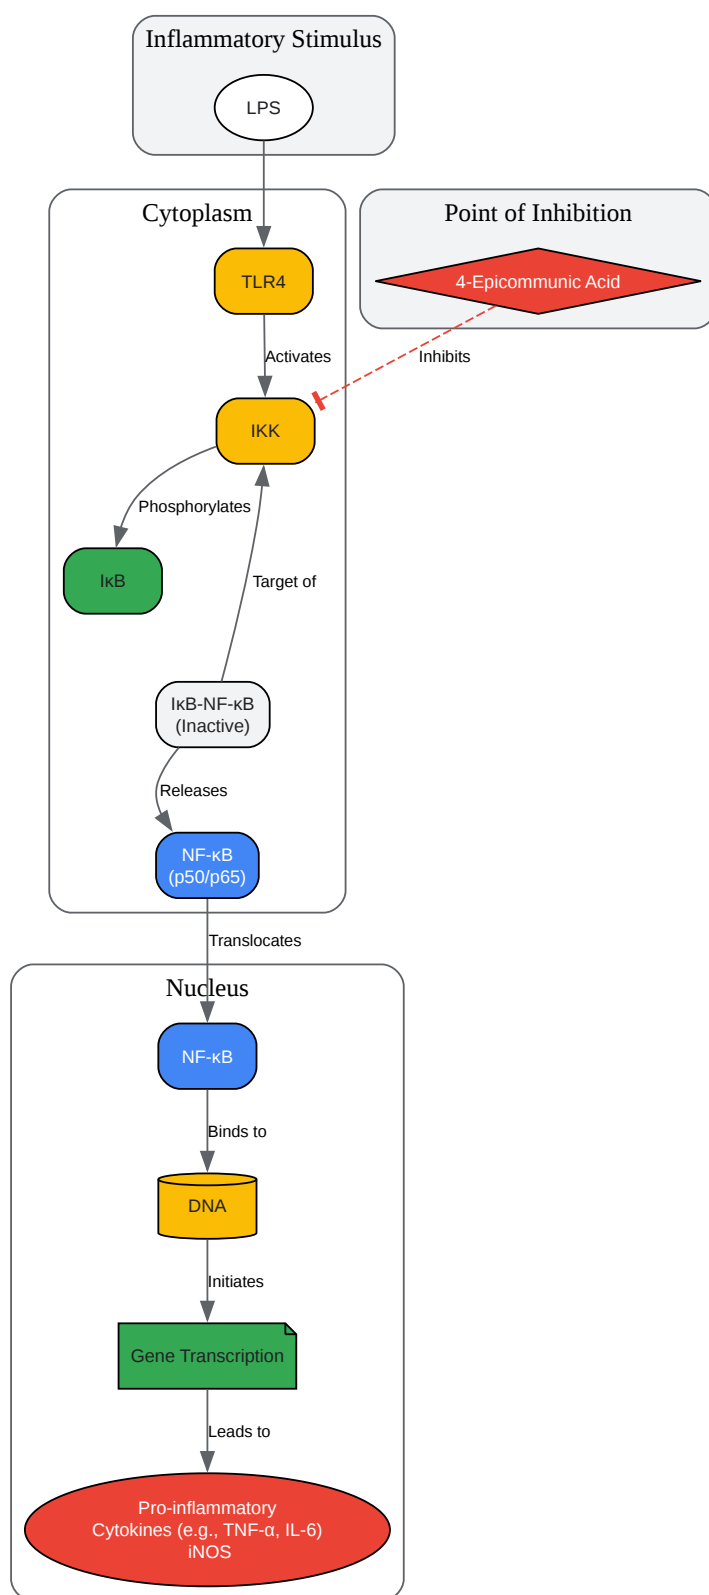 Inflammatory Stimulus
LPS
Cytoplasm
Point of Inhibition
TLR4
4-Epicommunic Acid
Activates
Inhibits
IKK
Phosphorylates
IκB
Target of
IκB-NF-κB
(Inactive)
Releases
NF-κB
(p50/p65)
Translocates
Nucleus
NF-κB
Binds to
DNA
Initiates
Gene Transcription
Leads to
Pro-inflammatory
Cytokines (e.g., TNF-α, IL-6)
iNOS